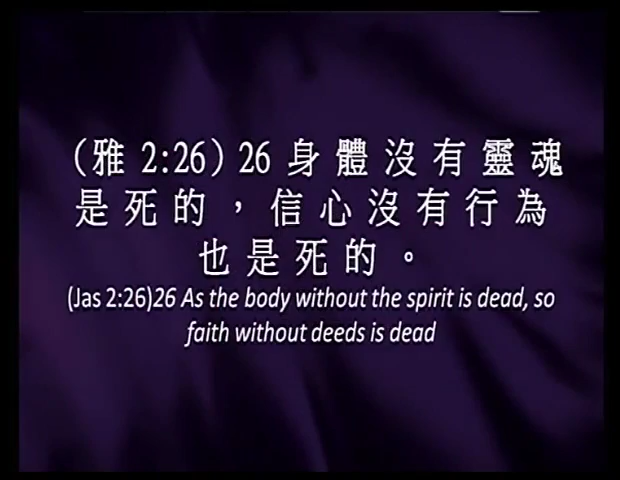 (雅 2:26) 26 身體沒有靈魂
是死的，信心沒有行為
也是死的。
(Jas 2:26)26 As the body without the spirit is dead, so
faith without deeds is dead